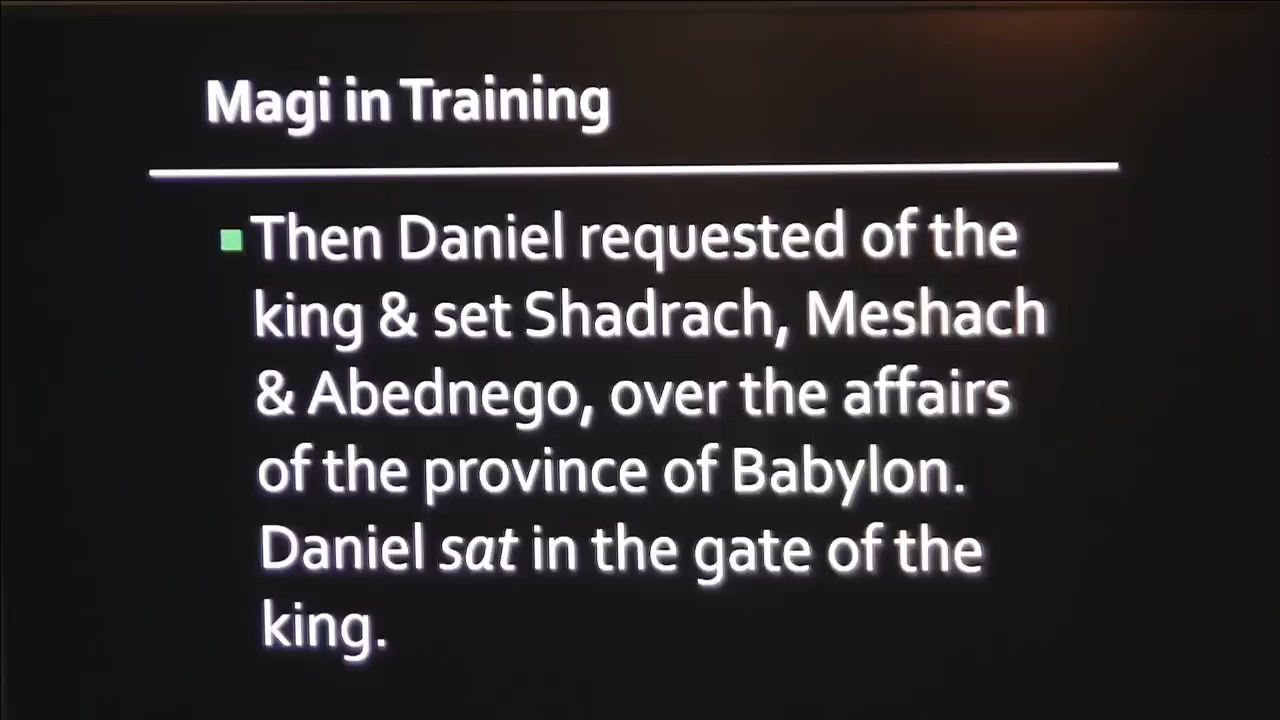 Magi in Training
Then Daniel requested of the
king & set Shadrach, Meshach
& Abednego, over the affairs
of the province of Babylon.
Daniel sat in the gate of the
king.